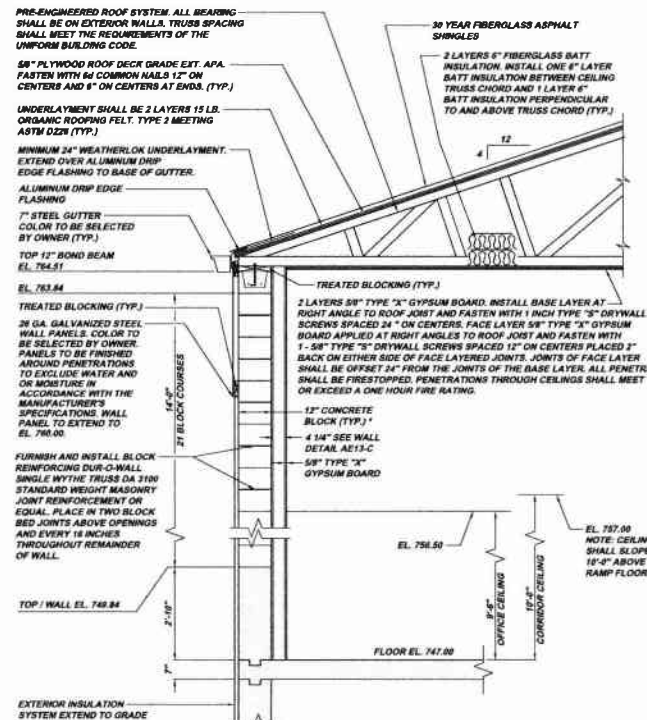 PRE-ENGINEERED ROOF SYSTEM. ALL BEARING
SHALL BE ON EXTERIOR WALLS. TRUSS SPACING
SHALL MEET THE REQUIREMENTS OF THE
UNIFORM BUILDING CODE.
5/8" PLYWOOD ROOF DECK GRADE EXT. APA.
FASTEN WITH 6d COMMON NAILS 12" ON
CENTERS AND 6" ON CENTERS AT ENDS. (TYP.)
UNDERLAYMENT SHALL BE 2 LAYERS 15 LB.
ORGANIC ROOFING FELT. TYPE 2 MEETING
ASTM D226 (TYP.)
MINIMUM 24" WEATHERLOK UNDERLAYMENT.
EXTEND OVER ALUMINUM DRIP
EDGE FLASHING TO BASE OF GUTTER.
ALUMINUM DRIP EDGE
FLASHING
7" STEEL GUTTER
COLOR TO BE SELECTED
BY OWNER (TYP.)
TOP 12" BOND BEAM
EL. 764.51
EL. 763.84
TREATED BLOCKING (TYP.)
26 GA. GALVANIZED STEEL
WALL PANELS. COLOR TO
BE SELECTED BY OWNER.
PANELS TO BE FINISHED
AROUND PENETRATIONS
TO EXCLUDE WATER AND
OR MOISTURE IN
ACCORDANCE WITH THE
MANUFACTURER'S
SPECIFICATIONS. WALL
PANEL TO EXTEND TO
EL. 760.00.
FURNISH AND INSTALL BLOCK
REINFORCING DUR-O-WALL
SINGLE WYTHE TRUSS DA 3100
STANDARD WEIGHT MASONRY
JOINT REINFORCEMENT OR
EQUAL. PLACE IN TWO BLOCK
BED JOINTS ABOVE OPENINGS
AND EVERY 16 INCHES
THROUGHOUT REMAINDER
OF WALL.
TOP / WALL EL. 749.84
EXTERIOR INSULATION
SYSTEM EXTEND TO GRADE
14'-0"
21 BLOCK COURSES
2'-10"
7"
30 YEAR FIBERGLASS ASPHALT
SHINGLES
2 LAYERS 6" FIBERGLASS BATT
INSULATION. INSTALL ONE 6" LAYER
BATT INSULATION BETWEEN CEILING
TRUSS CHORD AND 1 LAYER 6"
BATT INSULATION PERPENDICULAR
TO AND ABOVE TRUSS CHORD (TYP.)
12
4
TREATED BLOCKING (TYP.)
2 LAYERS 5/8" TYPE "X" GYPSUM BOARD. INSTALL BASE LAYER AT
RIGHT ANGLE TO ROOF JOIST AND FASTEN WITH 1 INCH TYPE "S" DRYWALL
SCREWS SPACED 24 " ON CENTERS. FACE LAYER 5/8" TYPE "X" GYPSUM
BOARD APPLIED AT RIGHT ANGLES TO ROOF JOIST AND FASTEN WITH
1 - 5/8" TYPE "S" DRYWALL SCREWS SPACED 12" ON CENTERS PLACED 2"
BACK ON EITHER SIDE OF FACE LAYERED JOINTS. JOINTS OF FACE LAYER
SHALL BE OFFSET 24" FROM THE JOINTS OF THE BASE LAYER. ALL PENETRA
SHALL BE FIRESTOPPED. PENETRATIONS THROUGH CEILINGS SHALL MEET
OR EXCEED A ONE HOUR FIRE RATING.
12" CONCRETE
BLOCK (TYP.) *
4 1/4" SEE WALL
DETAIL AE13-C
5/8" TYPE "X"
GYPSUM BOARD
EL. 756.50
EL. 757.00
NOTE: CEILIN
SHALL SLOPE
10'-0" ABOVE
RAMP FLOOR
9'-6"
OFFICE CEILING
10'-0"
CORRIDOR CEILING
FLOOR EL. 747.00